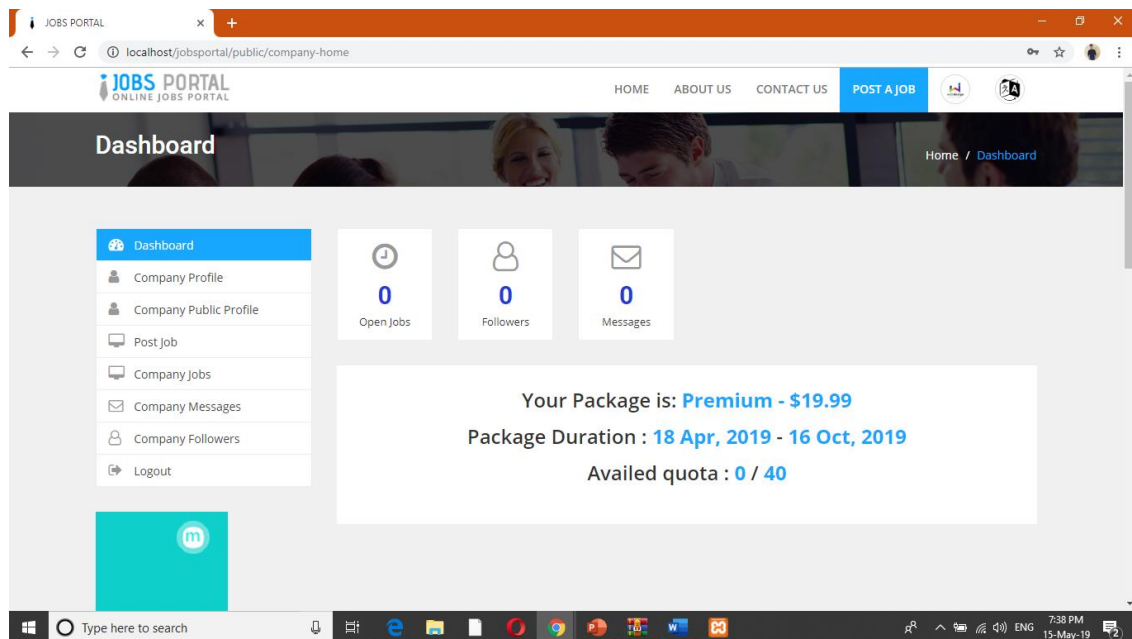 JOBS PORTAL
localhost/jobsportal/public/company-home
JOBS PORTAL
ONLINE JOBS PORTAL
HOME ABOUT US CONTACT US POST A JOB
Dashboard
Home / Dashboard
Dashboard
Company Profile
Company Public Profile
Post Job
Company Jobs
Company Messages
Company Followers
Logout
0
Open Jobs
0
Followers
0
Messages
Your Package is: Premium - $19.99
Package Duration : 18 Apr, 2019 - 16 Oct, 2019
Availed quota : 0 / 40
m
Type here to search
ENG
7:38 PM
15-May-19
2